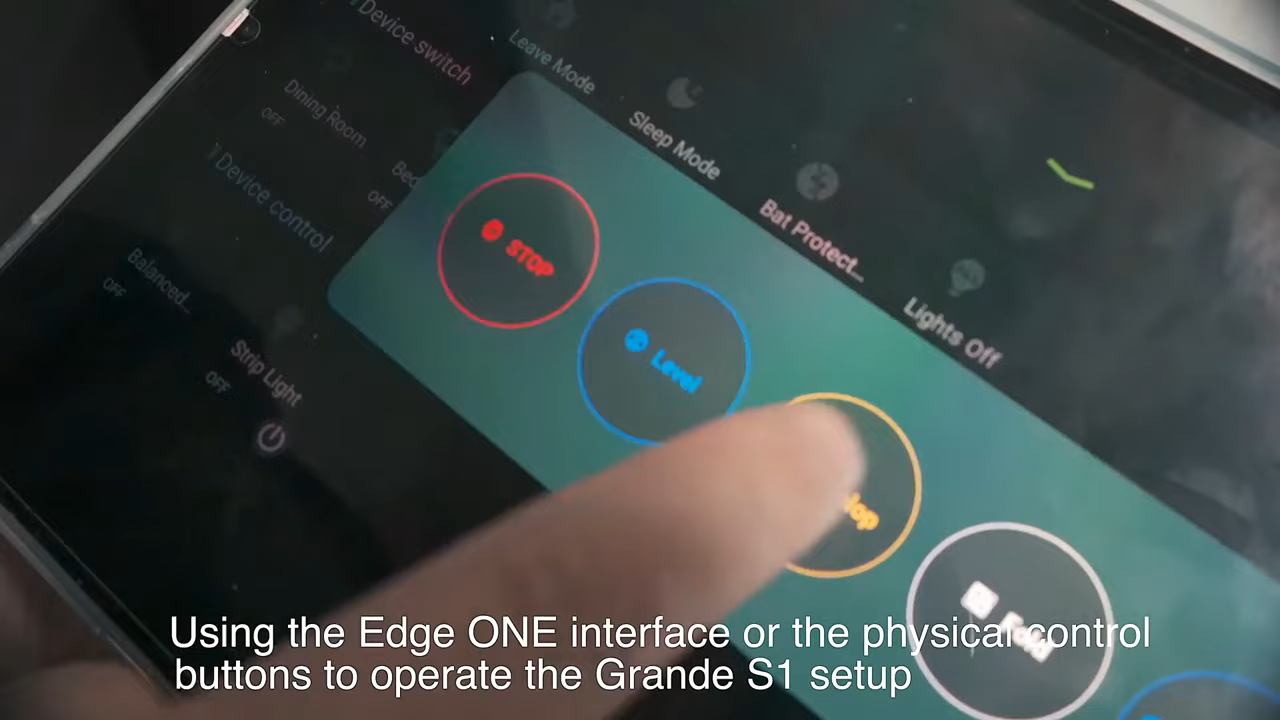 Device switch
Leave Mode
Sleep Mode
Bat Protect...
Lights Off
Dining Room
OFF
OFF
Device control
Balanced...
OFF
Strip Light
OFF
STOP
Level
Using the Edge ONE interface or the physical control
buttons to operate the Grande S1 setup